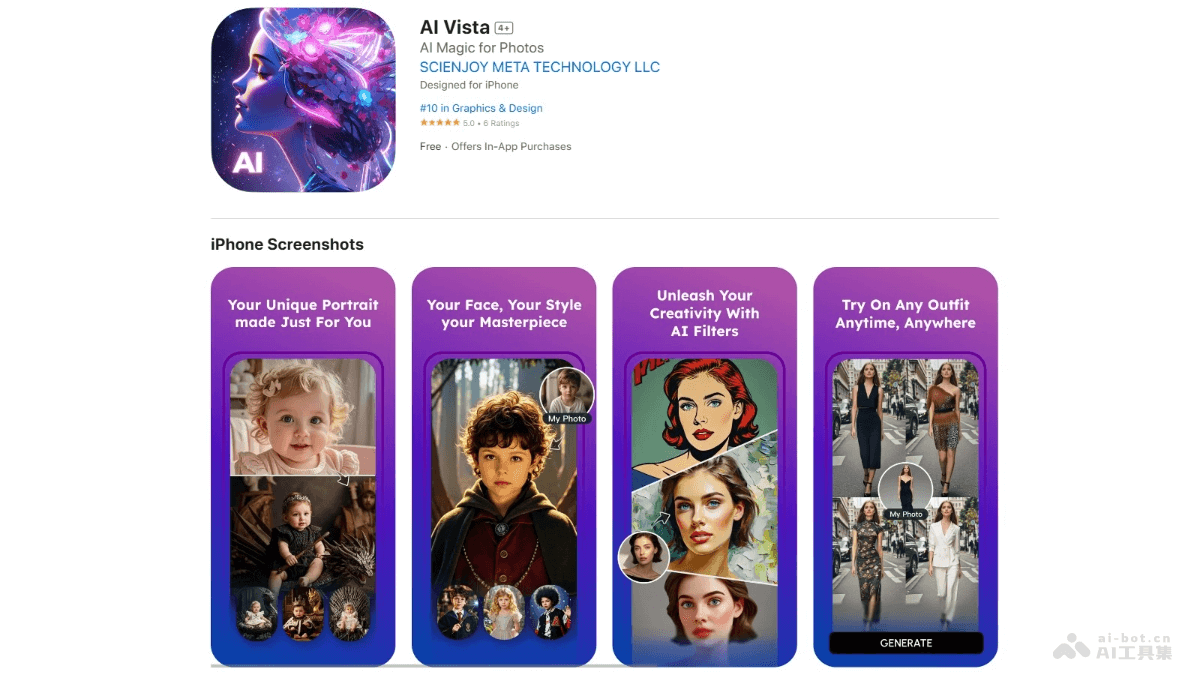 AI
AI Vista 4+
AI Magic for Photos
SCIENJOY META TECHNOLOGY LLC
Designed for iPhone
#10 in Graphics & Design
★★★★★ 5.0 • 6 Ratings
Free · Offers In-App Purchases
iPhone Screenshots
Your Unique Portrait
made Just For You
Your Face, Your Style
your Masterpiece
My Photo
Unleash Your
Creativity With
AI Filters
Try On Any Outfit
Anytime, Anywhere
My Photo
GENERATE
ai-bot.cn
AI工具集